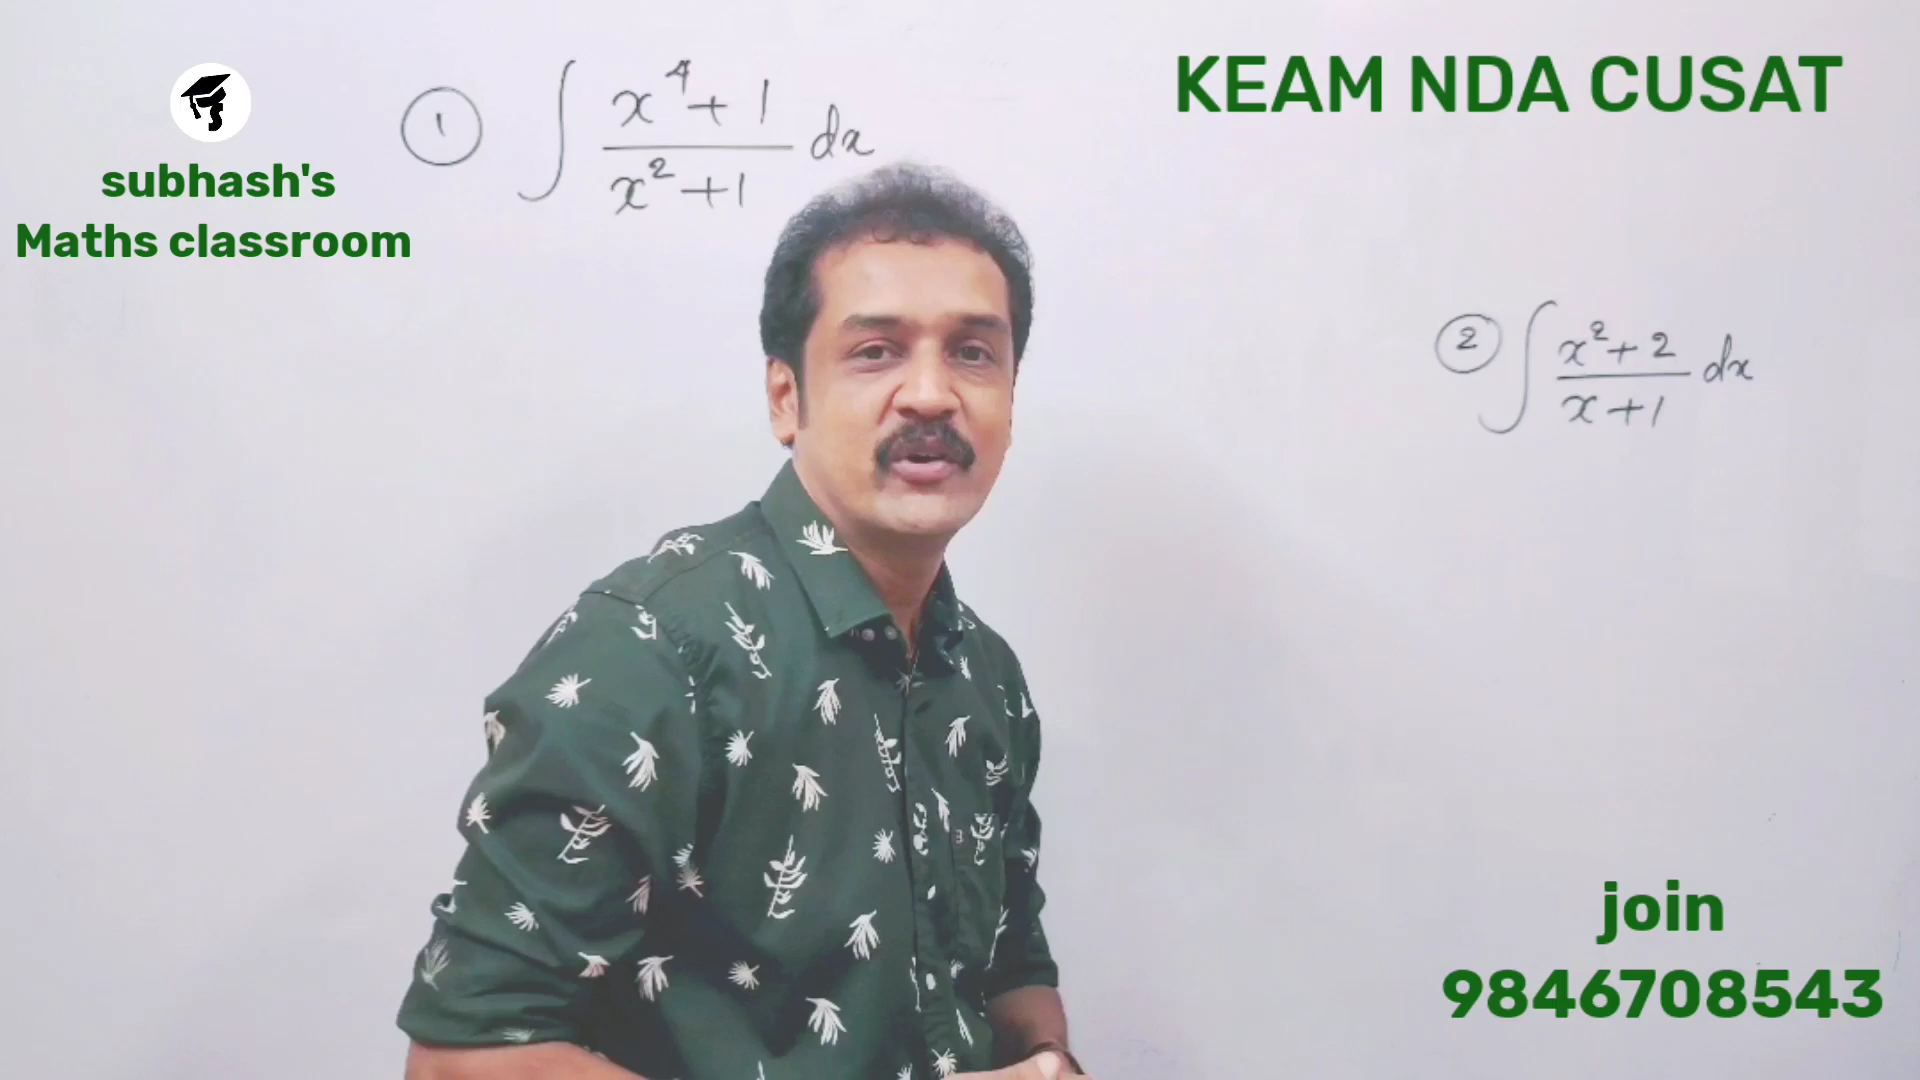 KEAM NDA CUSAT
subhash's
Maths classroom
① ∫ x⁴+1 / x²+1 dx
② ∫ x²+2 / x+1 dx
join
9846708543